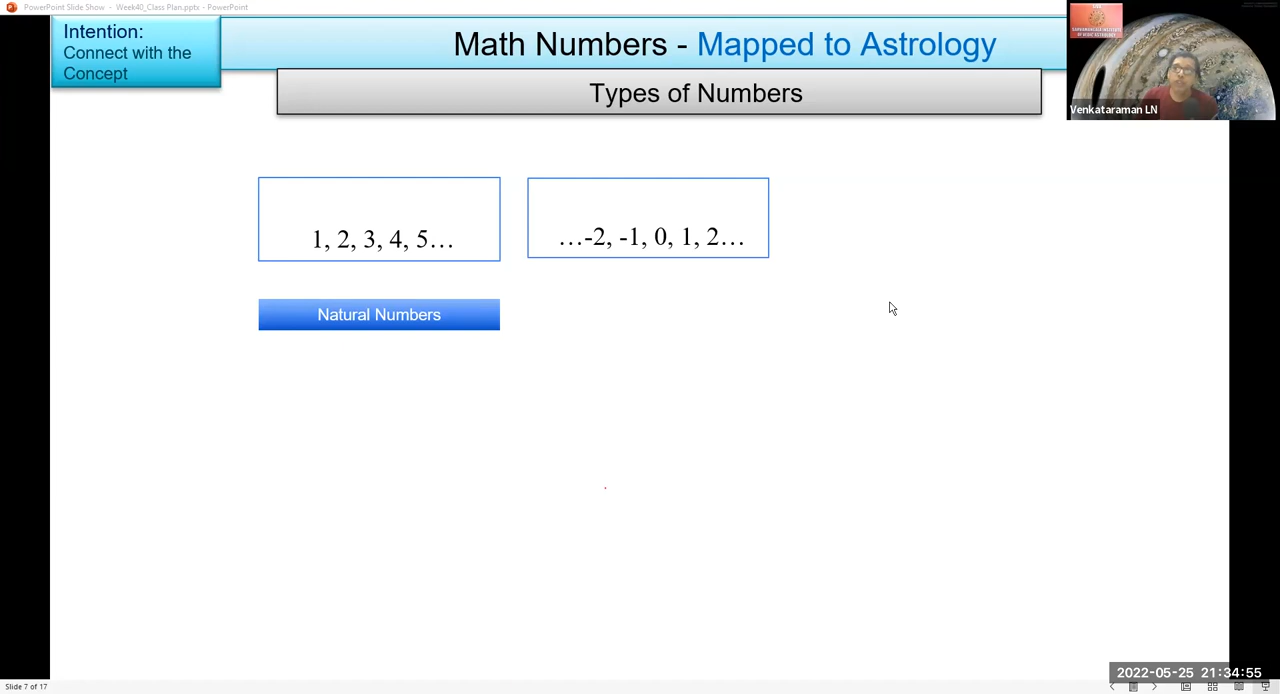 PowerPoint Slide Show - Week40_Class Plan.pptx - PowerPoint
Intention:
Connect with the
Concept
Math Numbers - Mapped to Astrology
Types of Numbers
Venkataraman LN
1, 2, 3, 4, 5…
…-2, -1, 0, 1, 2…
Natural Numbers
2022-05-25 21:34:55
Slide 7 of 17